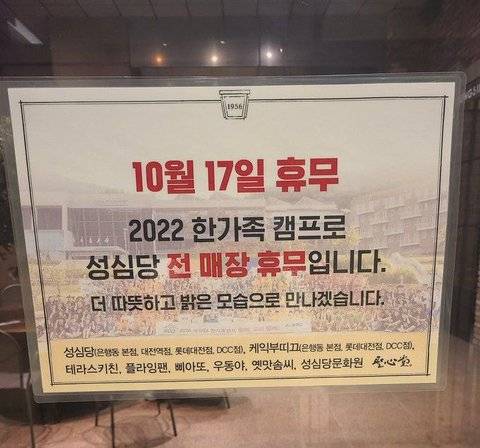 1956
10월 17일 휴무
2022 한가족 캠프로
성심당 전 매장 휴무입니다.
더 따뜻하고 밝은 모습으로 만나겠습니다.
성심당(은행동 본점, 대전역점, 롯데대전점, DCC점), 케익부띠끄(은행동 본점, 롯데대전점, DCC점),
테라스키친, 플라잉팬, 삐아또, 우동야, 옛맛솜씨, 성심당문화원 聖心堂